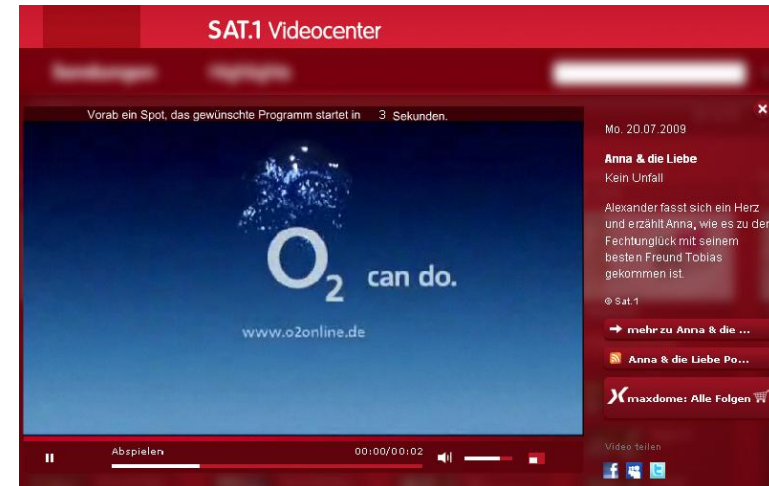 SAT.1 Videocenter
Sendungen Highlights
Vorab ein Spot, das gewünschte Programm startet in 3 Sekunden.
O2 can do.
www.o2online.de
Abspielen 00:00/00:02
Mo. 20.07.2009
Anna & die Liebe
Kein Unfall
Alexander fasst sich ein Herz
und erzählt Anna, wie es zu der
Fechtunglück mit seinem
besten Freund Tobias
gekommen ist.
© Sat.1
mehr zu Anna & die ...
Anna & die Liebe Po...
maxdome: Alle Folgen
Video teilen